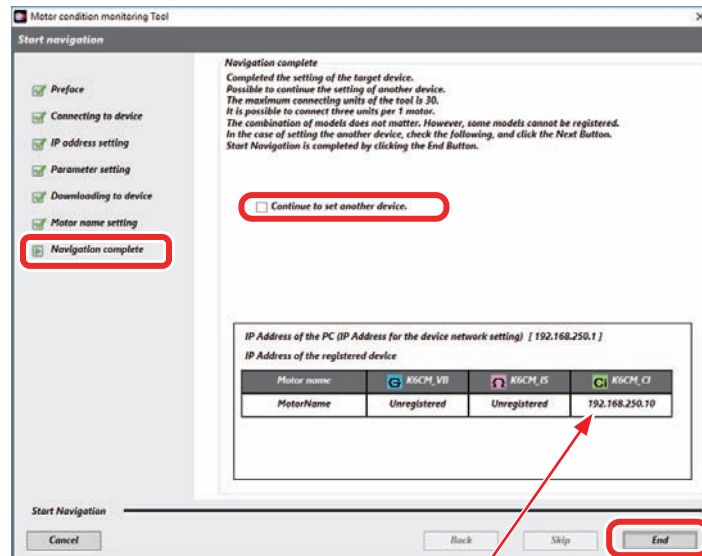 Motor condition monitoring Tool
Start navigation
Preface
Connecting to device
IP address setting
Parameter setting
Downloading to device
Motor name setting
Navigation complete
Navigation complete
Completed the setting of the target device.
Possible to continue the setting of another device.
The maximum connecting units of the tool is 30.
It is possible to connect three units per 1 motor.
The combination of models does not matter. However, some models cannot be registered.
In the case of setting the another device, check the following, and click the Next Button.
Start Navigation is completed by clicking the End Button.
Continue to set another device.
IP Address of the PC (IP Address for the device network setting) [ 192.168.250.1 ]
IP Address of the registered device
Motor name G K6CM_VB Ω K6CM_IS Ci K6CM_CI
MotorName Unregistered Unregistered 192.168.250.10
Start Navigation
Cancel Back Skip End